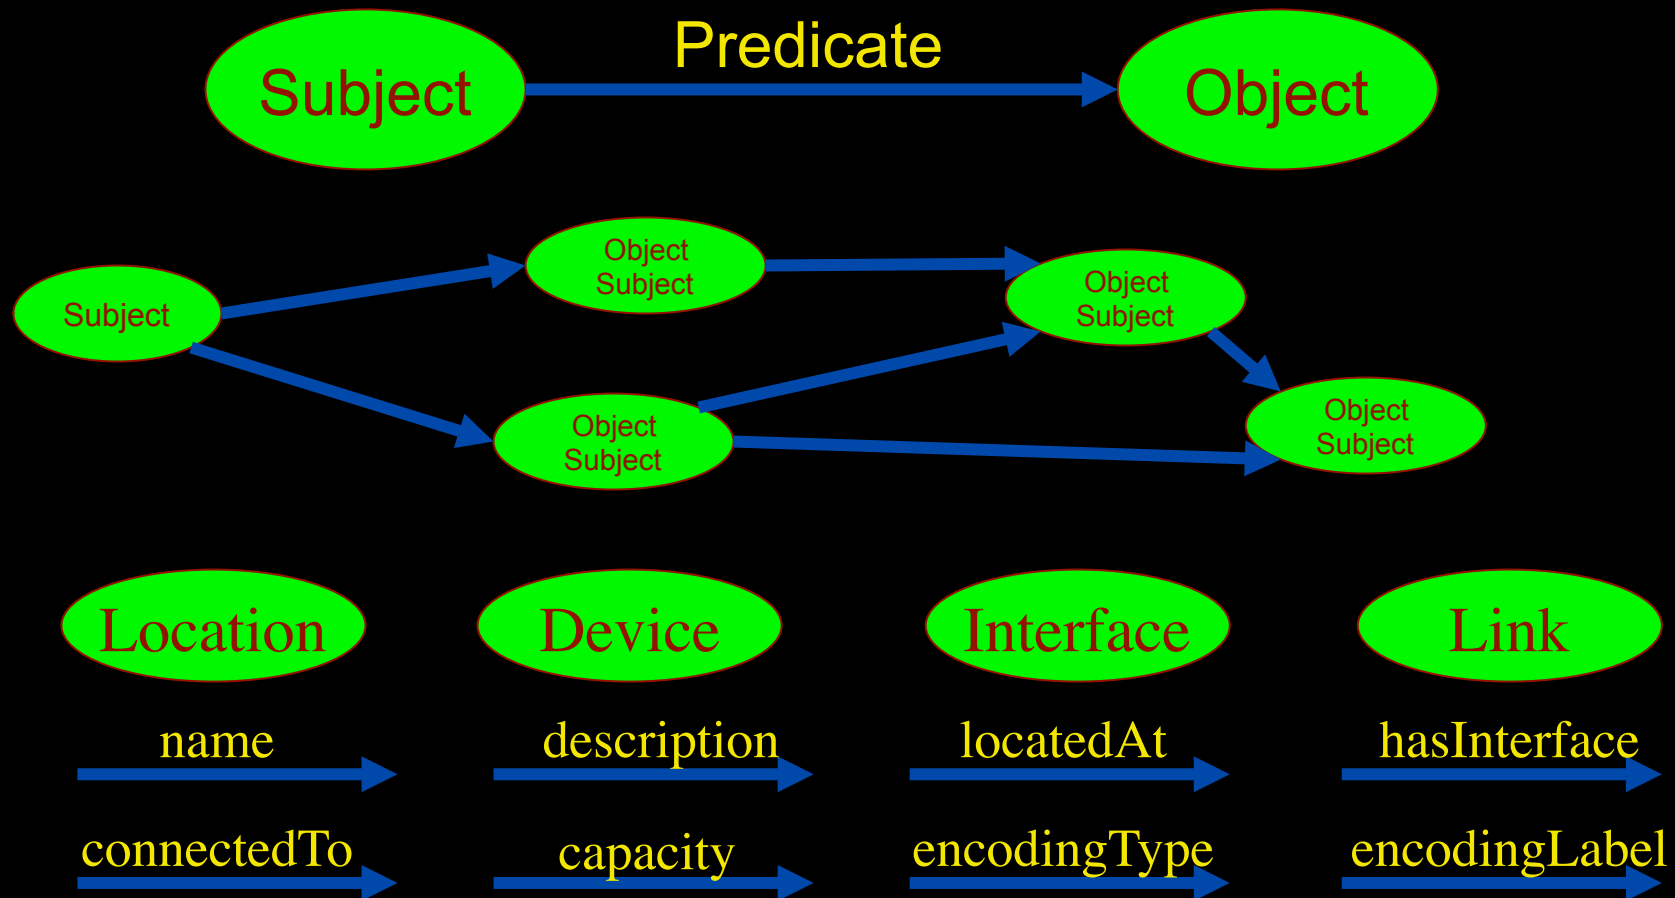 Predicate
Subject
Object
Object
Subject
Object
Subject
Subject
Object
Subject
Object
Subject
Location
Device
Interface
Link
name
description
locatedAt
hasInterface
connectedTo
capacity
encodingType
encodingLabel